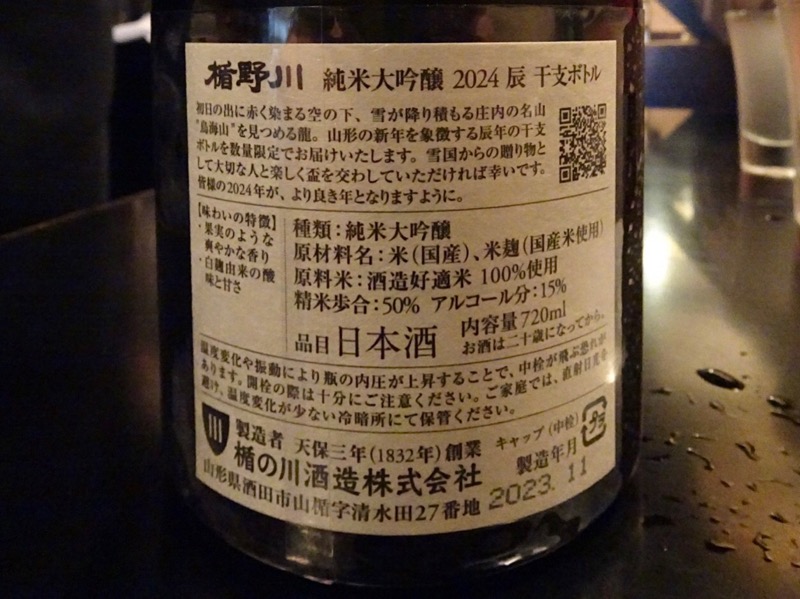 楯野川 純米大吟醸 2024 辰 干支ボトル
初日の出に赤く染まる空の下、雪が降り積もる庄内の名山
"鳥海山"を見つめる龍。山形の新年を象徴する辰年の干支
ボトルを数量限定でお届けいたします。雪国からの贈り物と
して大切な人と楽しく盃を交わしていただければ幸いです。
皆様の2024年が、より良き年となりますように。
【味わいの特徴】
・果実のような
爽やかな香り
・白麹由来の酸
味と甘さ
種類：純米大吟醸
原材料名：米（国産）、米麹（国産米使用）
原料米：酒造好適米 100%使用
精米歩合：50% アルコール分：15%
品目 日本酒 内容量720ml
お酒は二十歳になってから。
温度変化や振動により瓶の内圧が上昇することで、中栓が飛ぶ恐れが
あります。開栓の際は十分にご注意ください。ご家庭では、直射日光を
避け、温度変化が少ない冷暗所にて保管ください。
製造者 天保三年（1832年）創業
楯の川酒造株式会社
山形県酒田市山楯字清水田27番地
キャップ（中栓）
プラ
製造年月
2023.11